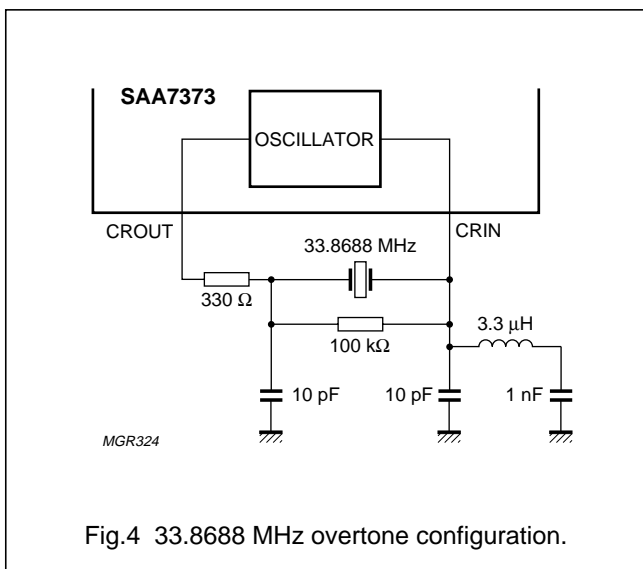 SAA7373
OSCILLATOR
CROUT
CRIN
33.8688 MHz
330 Ω
3.3 µH
100 kΩ
10 pF
10 pF
1 nF
MGR324
Fig.4 33.8688 MHz overtone configuration.